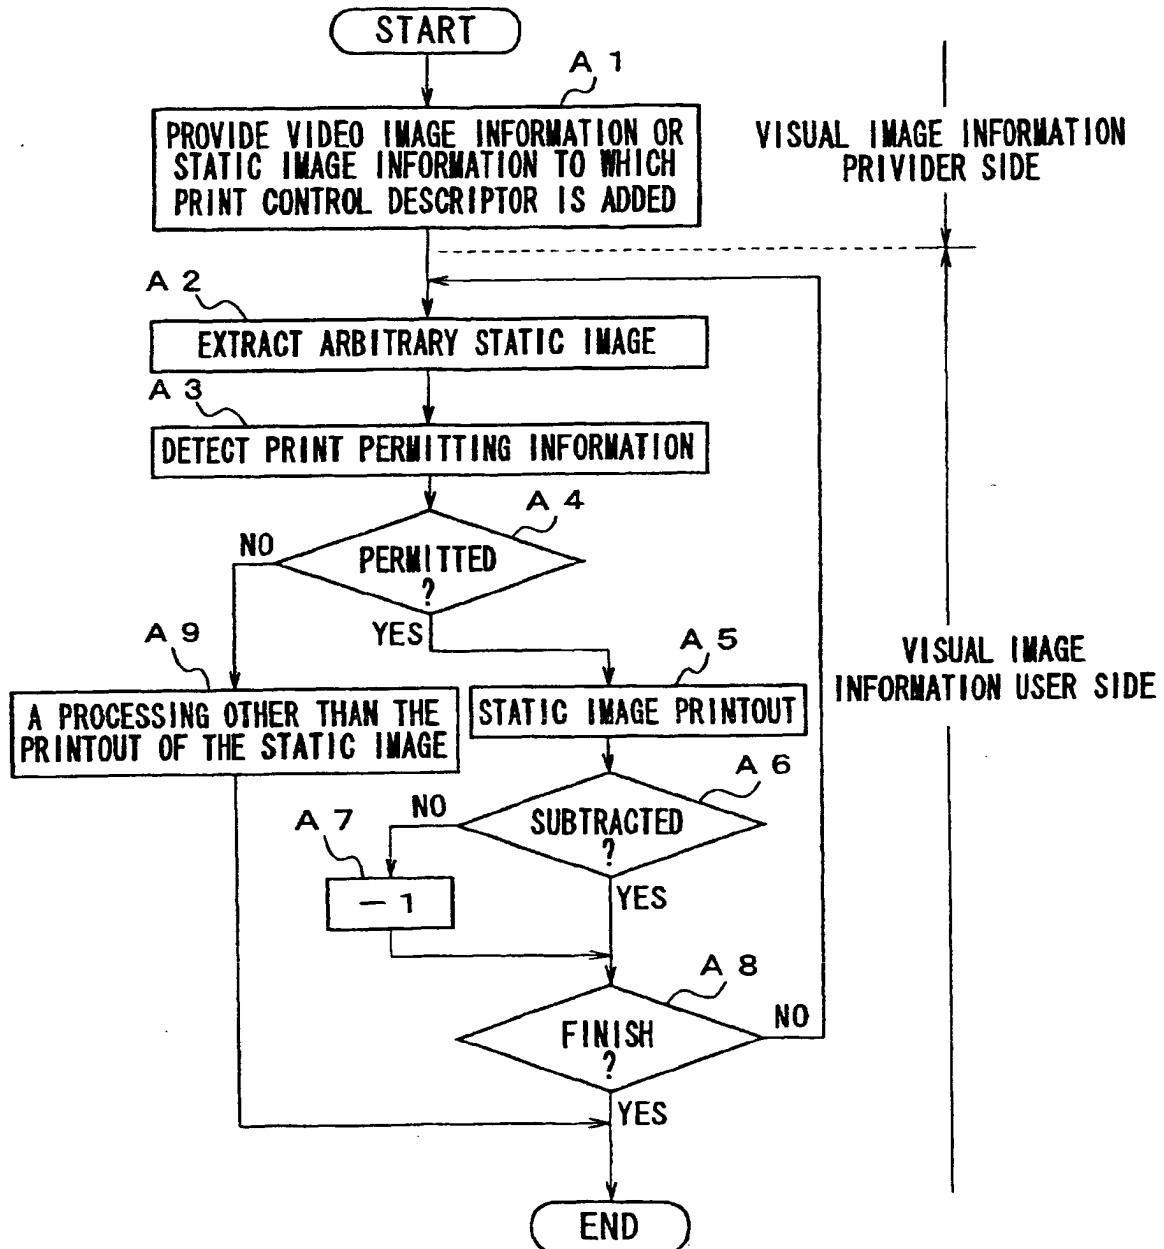 START
A 1
PROVIDE VIDEO IMAGE INFORMATION OR
STATIC IMAGE INFORMATION TO WHICH
PRINT CONTROL DESCRIPTOR IS ADDED
VISUAL IMAGE INFORMATION
PRIVIDER SIDE
A 2
EXTRACT ARBITRARY STATIC IMAGE
A 3
DETECT PRINT PERMITTING INFORMATION
A 4
NO
PERMITTED
?
YES
A 9
A PROCESSING OTHER THAN THE
PRINTOUT OF THE STATIC IMAGE
A 5
STATIC IMAGE PRINTOUT
VISUAL IMAGE
INFORMATION USER SIDE
A 6
NO
SUBTRACTED
?
A 7
-1
YES
A 8
FINISH
?
NO
YES
END